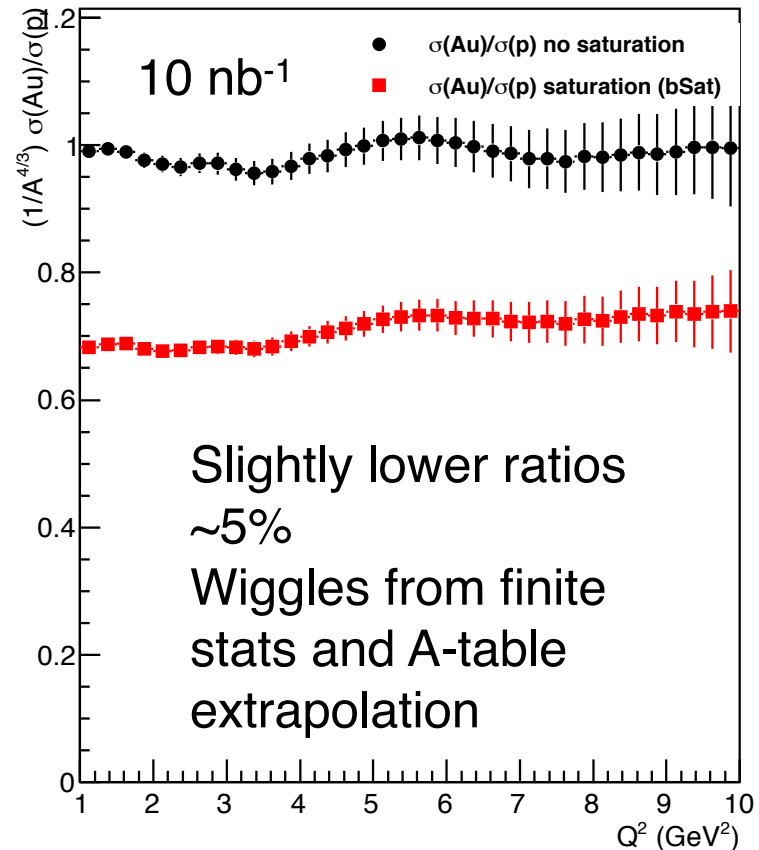 10 nb⁻¹
σ(Au)/σ(p) no saturation
σ(Au)/σ(p) saturation (bSat)
(1/A^{4/3}) σ(Au)/σ(p)
1.2
1
0.8
0.6
0.4
0.2
0
Slightly lower ratios
~5%
Wiggles from finite
stats and A-table
extrapolation
1 2 3 4 5 6 7 8 9 10
Q² (GeV²)